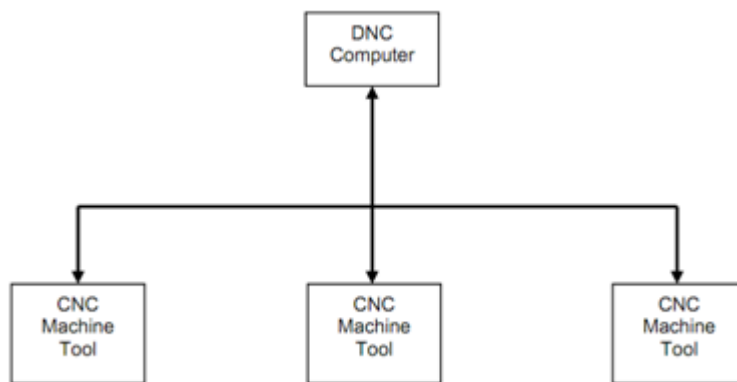 DNC
Computer
CNC
Machine
Tool
CNC
Machine
Tool
CNC
Machine
Tool